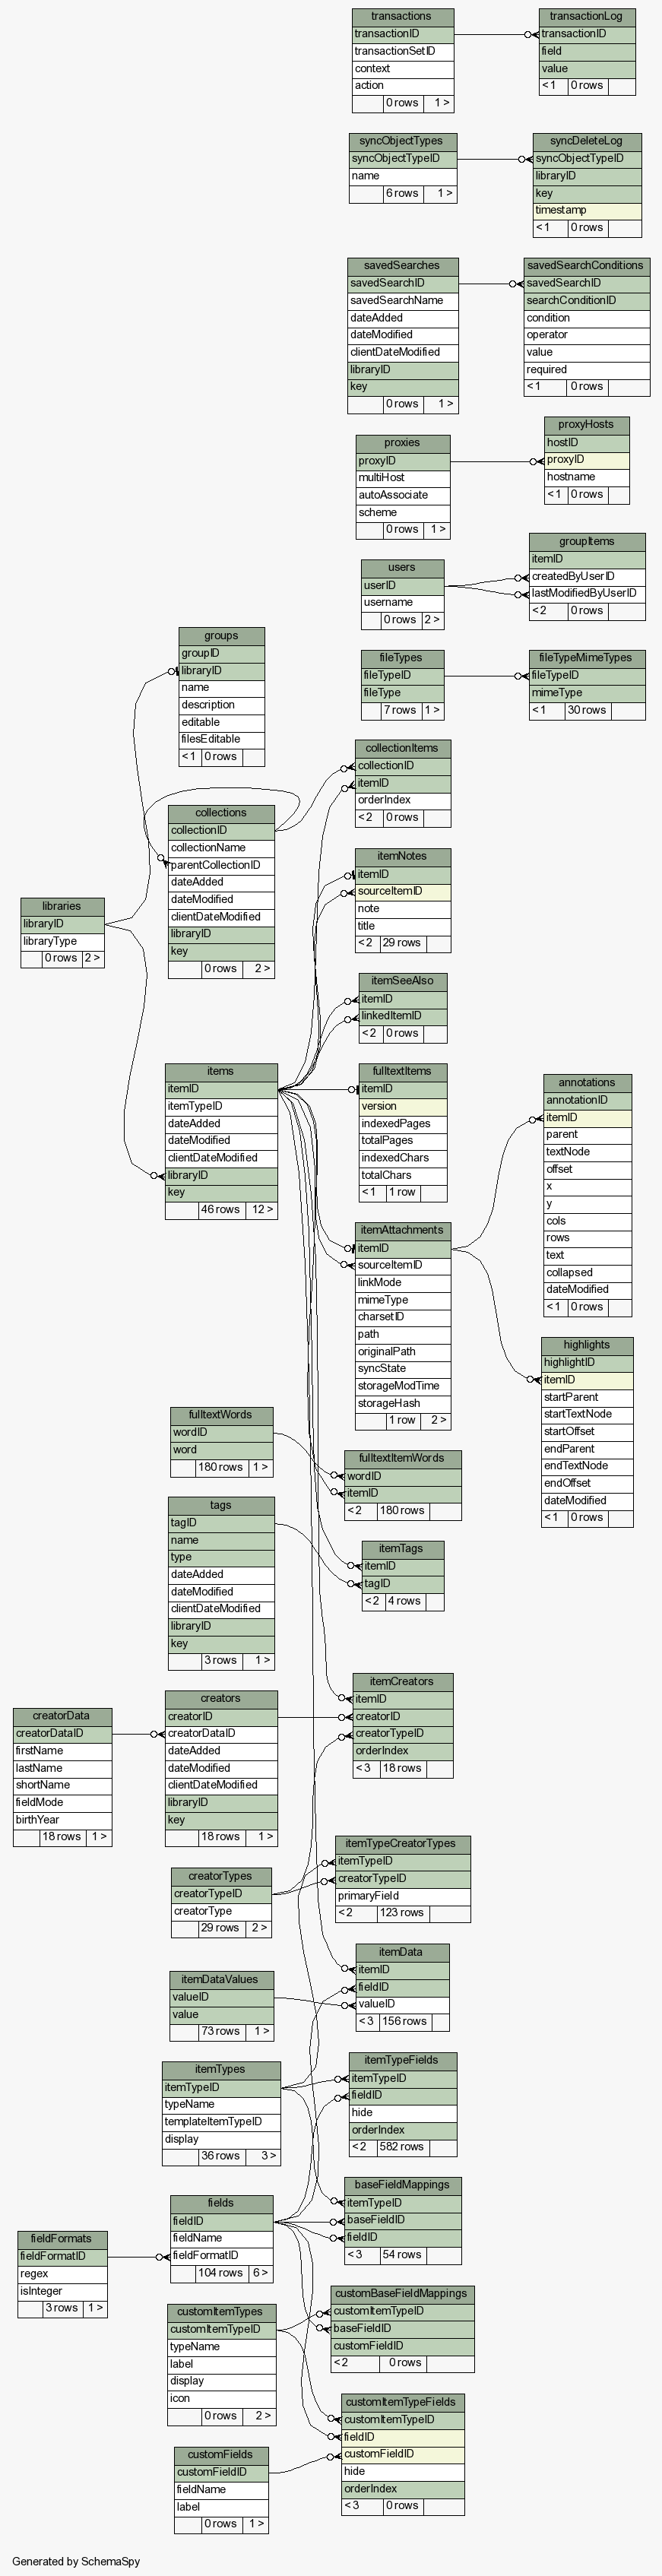 transactions
transactionID
transactionSetID
context
action
0 rows 1 >
transactionLog
transactionID
field
value
< 1 0 rows
syncObjectTypes
syncObjectTypeID
name
6 rows 1 >
syncDeleteLog
syncObjectTypeID
libraryID
key
timestamp
< 1 0 rows
savedSearches
savedSearchID
savedSearchName
dateAdded
dateModified
clientDateModified
libraryID
key
0 rows 1 >
savedSearchConditions
savedSearchID
searchConditionID
condition
operator
value
required
< 1 0 rows
proxies
proxyID
multiHost
autoAssociate
scheme
0 rows 1 >
proxyHosts
hostID
proxyID
hostname
< 1 0 rows
users
userID
username
0 rows 2 >
groupItems
itemID
createdByUserID
lastModifiedByUserID
< 2 0 rows
groups
groupID
libraryID
name
description
editable
filesEditable
< 1 0 rows
fileTypes
fileTypeID
fileType
7 rows 1 >
fileTypeMimeTypes
fileTypeID
mimeType
< 1 30 rows
collectionItems
collectionID
itemID
orderIndex
< 2 0 rows
collections
collectionID
collectionName
parentCollectionID
dateAdded
dateModified
clientDateModified
libraryID
key
0 rows 2 >
itemNotes
itemID
sourceItemID
note
title
< 2 29 rows
libraries
libraryID
libraryType
0 rows 2 >
itemSeeAlso
itemID
linkedItemID
< 2 0 rows
items
itemID
itemTypeID
dateAdded
dateModified
clientDateModified
libraryID
key
46 rows 12 >
fulltextItems
itemID
version
indexedPages
totalPages
indexedChars
totalChars
< 1 1 row
annotations
annotationID
itemID
parent
textNode
offset
x
y
cols
rows
text
collapsed
dateModified
< 1 0 rows
itemAttachments
itemID
sourceItemID
linkMode
mimeType
charsetID
path
originalPath
syncState
storageModTime
storageHash
1 row 2 >
highlights
highlightID
itemID
startParent
startTextNode
startOffset
endParent
endTextNode
endOffset
dateModified
< 1 0 rows
fulltextWords
wordID
word
180 rows 1 >
fulltextItemWords
wordID
itemID
< 2 180 rows
tags
tagID
name
type
dateAdded
dateModified
clientDateModified
libraryID
key
3 rows 1 >
itemTags
itemID
tagID
< 2 4 rows
itemCreators
itemID
creatorID
creatorTypeID
orderIndex
< 3 18 rows
creatorData
creatorDataID
firstName
lastName
shortName
fieldMode
birthYear
18 rows 1 >
creators
creatorID
creatorDataID
dateAdded
dateModified
clientDateModified
libraryID
key
18 rows 1 >
itemTypeCreatorTypes
itemTypeID
creatorTypeID
primaryField
< 2 123 rows
creatorTypes
creatorTypeID
creatorType
29 rows 2 >
itemData
itemID
fieldID
valueID
< 3 156 rows
itemDataValues
valueID
value
73 rows 1 >
itemTypes
itemTypeID
typeName
templateItemTypeID
display
36 rows 3 >
itemTypeFields
itemTypeID
fieldID
hide
orderIndex
< 2 582 rows
baseFieldMappings
itemTypeID
baseFieldID
fieldID
< 3 54 rows
fields
fieldID
fieldName
fieldFormatID
104 rows 6 >
fieldFormats
fieldFormatID
regex
isInteger
3 rows 1 >
customBaseFieldMappings
customItemTypeID
baseFieldID
customFieldID
< 2 0 rows
customItemTypes
customItemTypeID
typeName
label
display
icon
0 rows 2 >
customItemTypeFields
customItemTypeID
fieldID
customFieldID
hide
orderIndex
< 3 0 rows
customFields
customFieldID
fieldName
label
0 rows 1 >
Generated by SchemaSpy